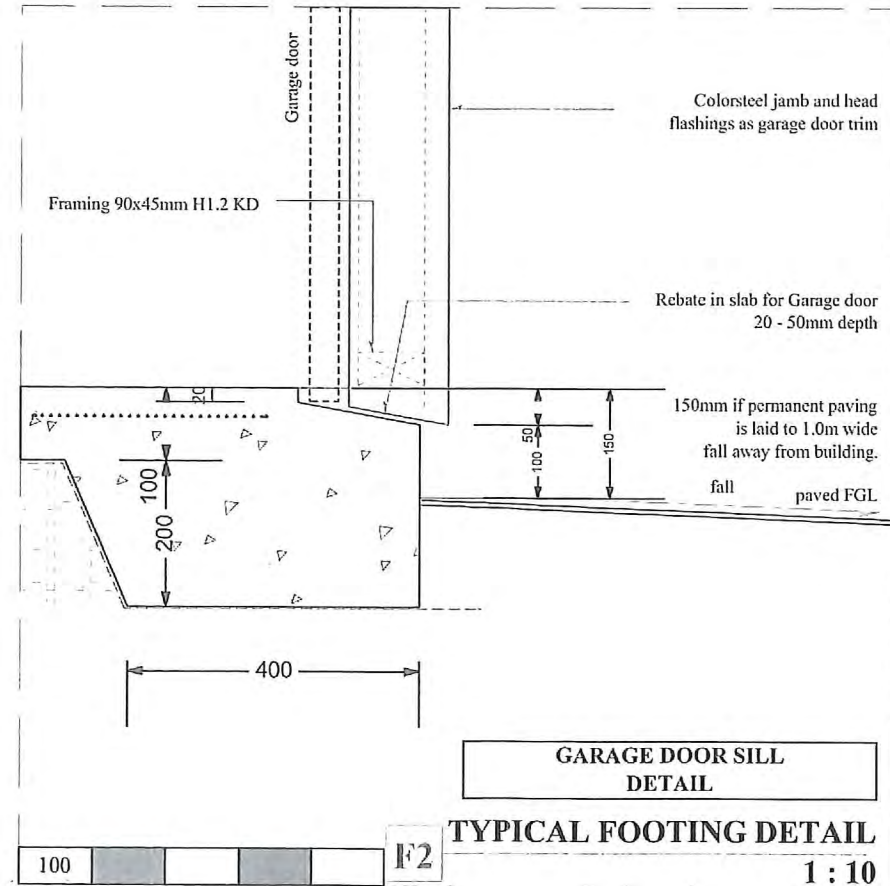 Garage door
Colorsteel jamb and head
flashings as garage door trim
Framing 90x45mm H1.2 KD
Rebate in slab for Garage door
20 - 50mm depth
20
150mm if permanent paving
is laid to 1.0m wide
fall away from building.
50
100
150
fall
paved FGL
100
200
400
GARAGE DOOR SILL
DETAIL
TYPICAL FOOTING DETAIL
F2
100
1 : 10